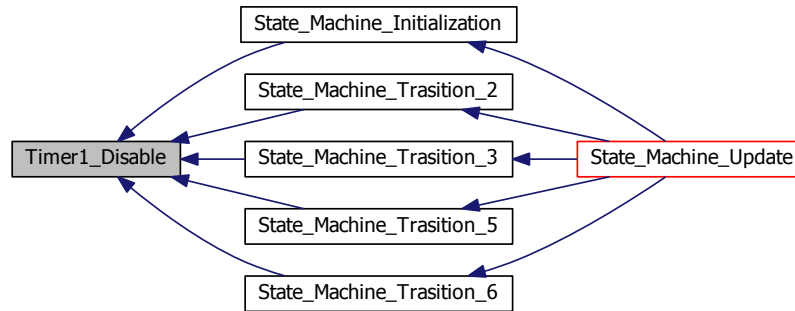 State_Machine_Initialization
State_Machine_Trasition_2
Timer1_Disable
State_Machine_Trasition_3
State_Machine_Update
State_Machine_Trasition_5
State_Machine_Trasition_6